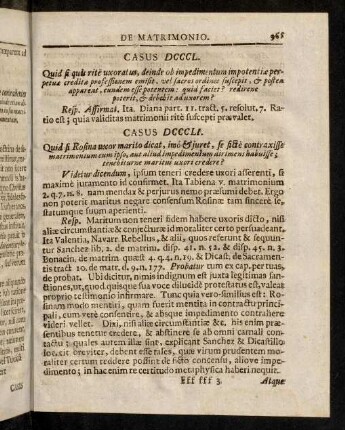 DE MATRIMONIO. 965
CASUS DCCCL.
Quid si quis ritè uxoratus, deinde ob impedimentum impotentiæ per-
petuæ creditæ professionem emisit, vel sacros ordines suscepit, & postea
appareat, eundem esse potentem: quid faciet? redirene
poterit, & debebit ad uxorem?
Resp. Affirmat, Ita. Diana part. 11. tract. 5. resolut. 7. Ra-
tio est; quia validitas matrimonii ritè suscepti prævalet.
CASUS DCCCLI.
Quid si Rosina uxor marito dicat, imò & juret, se fictè contraxisse
matrimonium cum ipso, aut aliud impedimentum dirimens habuisse;
tenebiturne maritus uxori credere?
Videtur dicendum, ipsum teneri credere uxori asserenti, si
maximè juramento id confirmet. Ita Tabiena v. matrimonium
2. q. 7. n. 8. nam mendax & perjurus nemo præsumi debet. Ergo
non poterit maritus negare consensum Rosinæ tam sincerè se,
statumque suum aperienti.
Resp. Maritum non teneri fidem habere uxoris dicto, nisi
aliæ circumstantiæ & conjecturæ id moraliter certo persuadeant.
Ita Valentia, Navar. Rebellus, & alii, quos referunt & sequun-
tur Sanchez lib. 2. de matrim. disp. 41. n. 52. & disp. 45. n. 3.
Bonacin. de matrim. quæst 4. q. 4. n. 19. & Dicast. de Sacramen-
tis tract. 10. de matr. d. 9. n. 177. Probatur tum ex cap. per tuas,
de probat. Ubi dicitur, nimis indignum est juxta legitimas san-
ctiones, ut, quod quisque sua voce dilucidè protestatus est, valeat
proprio testimonio infirmare. Tunc quia vero-similius est: Ro-
sinam modo mentiri, quam fuerit mentita in contractu princi-
pali, cum verè consentire, & absque impedimento contrahere
videri vellet. Dixi, nisi aliæ circumstantiæ &c, his enim præ-
sentibus tenetur credere, & abstinere se ab omni carnali con-
tactu; quales autem illæ sint, explicant Sanchez & Dicastillo
loc. cit breviter, debent esse tales, quæ virum prudentem mo-
raliter certum reddere possint de ficto consensu, aliove impe-
dimento; in hac enim re certitudo metaphysica haberi nequit.
Fff fff 3. Atque